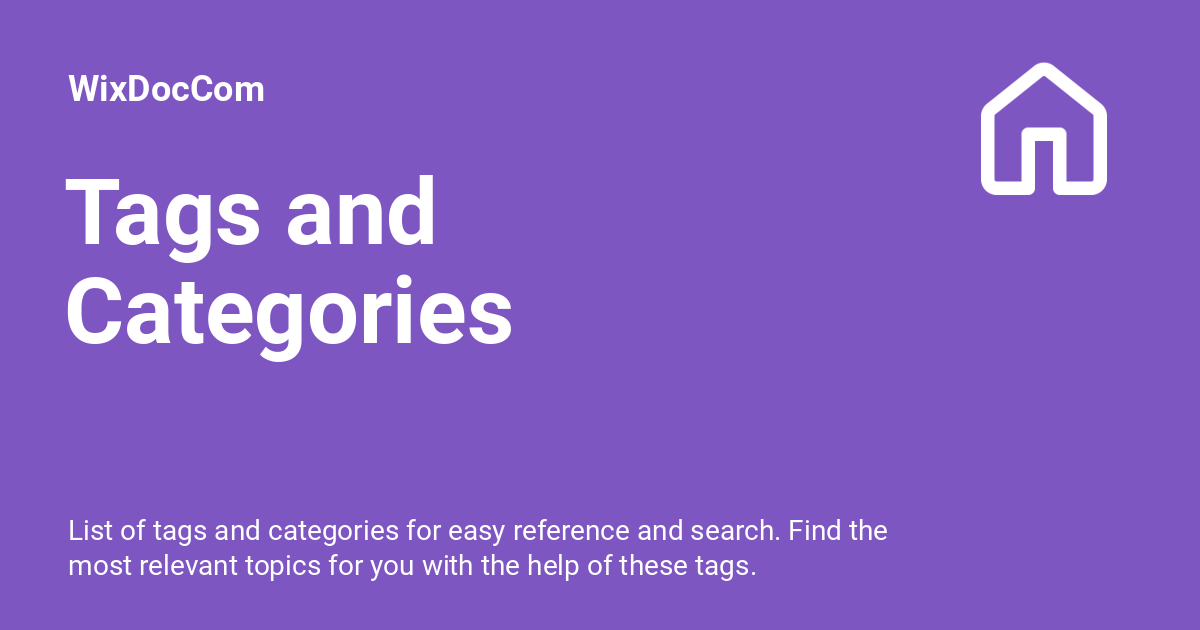 WixDocCom
Tags and
Categories
List of tags and categories for easy reference and search. Find the
most relevant topics for you with the help of these tags.